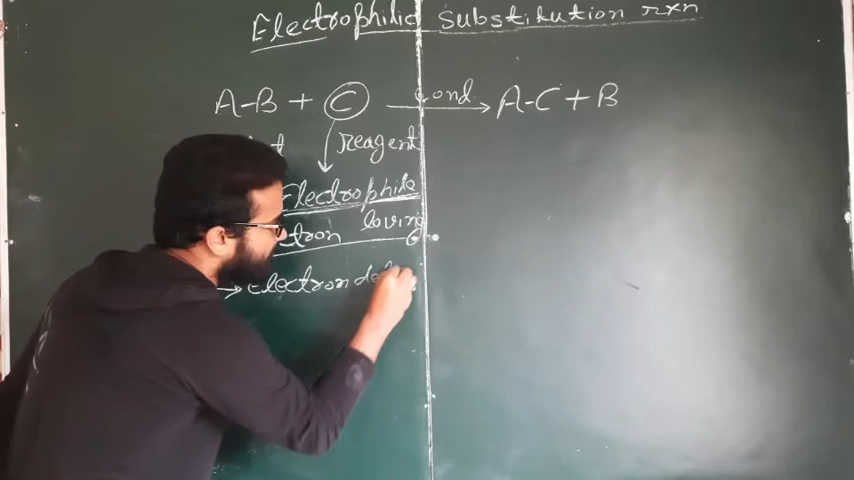 Electrophilic substitution rxn
A-B + C cond → A-C + B
reagent
Electrophile
loving
→ electron